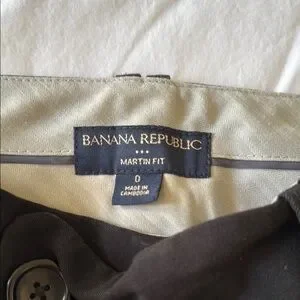 BANANA REPUBLIC
MARTIN FIT
0
MADE IN
CAMBODIA